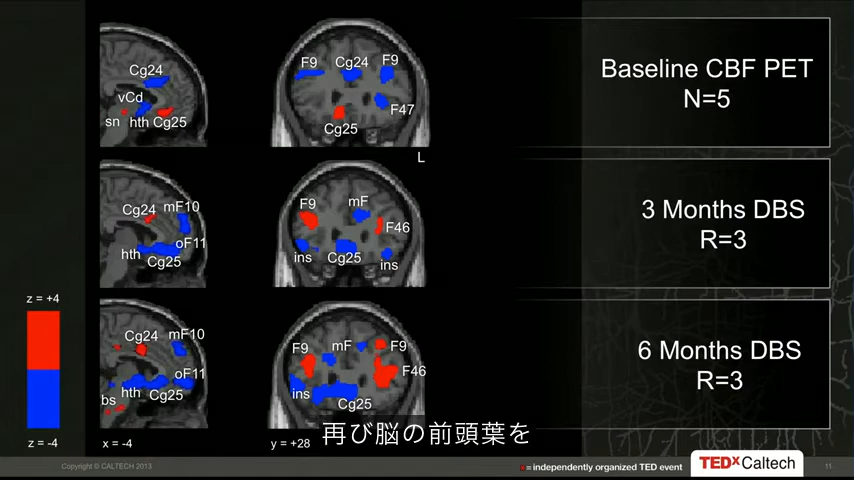 Cg24
vCd
sn
hth
Cg25
F9
Cg24
F9
F47
Cg25
L
Baseline CBF PET
N=5
Cg24
mF10
oF11
hth
Cg25
F9
mF
F46
ins
Cg25
ins
3 Months DBS
R=3
z = +4
z = -4
Cg24
mF10
oF11
hth
Cg25
bs
x = -4
F9
mF
F9
F46
ins
Cg25
y = +28
6 Months DBS
R=3
再び脳の前頭葉を
Copyright © CALTECH 2013
x = independently organized TED event
TEDxCaltech
11